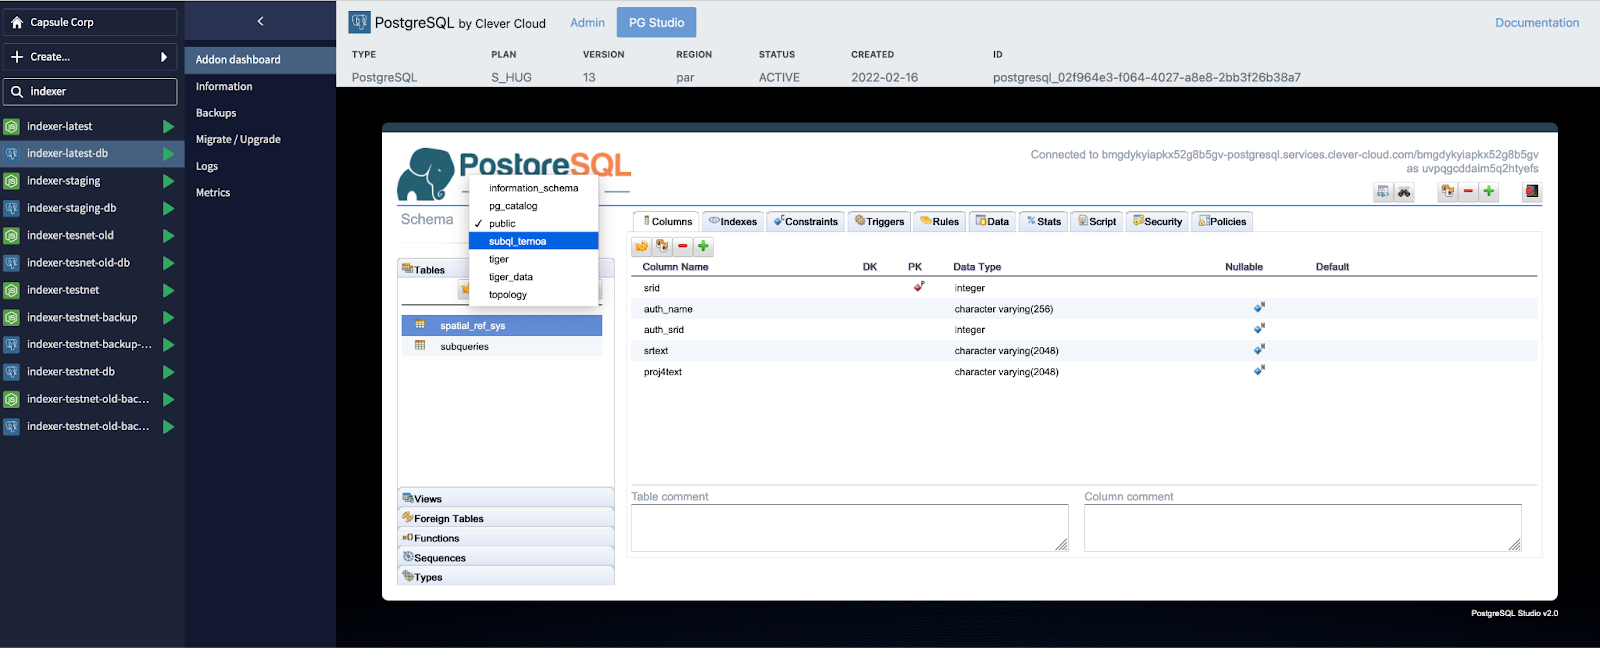 Capsule Corp
Create...
indexer
indexer-latest
indexer-latest-db
indexer-staging
indexer-staging-db
indexer-tesnet-old
indexer-tesnet-old-db
indexer-testnet
indexer-testnet-backup
indexer-testnet-backup-...
indexer-testnet-db
indexer-testnet-old-bac...
indexer-testnet-old-bac...
Addon dashboard
Information
Backups
Migrate / Upgrade
Logs
Metrics
PostgreSQL by Clever Cloud Admin PG Studio Documentation
TYPE PLAN VERSION REGION STATUS CREATED ID
PostgreSQL S_HUG 13 par ACTIVE 2022-02-16 postgresql_02f964e3-f064-4027-a8e8-2bb3f26b38a7
PostgreSQL
Connected to bmgdykyiapkx52g8b5gv-postgresql.services.clever-cloud.com/bmgdykyiapkx52g8b5gv
as uvpqgcddaim5q2htyefs
Schema
information_schema
pg_catalog
✓ public
subql_ternoa
tiger
tiger_data
topology
Tables
spatial_ref_sys
subqueries
Views
Foreign Tables
Functions
Sequences
Types
Columns Indexes Constraints Triggers Rules Data Stats Script Security Policies
Column Name DK PK Data Type Nullable Default
srid integer
auth_name character varying(256)
auth_srid integer
srtext character varying(2048)
proj4text character varying(2048)
Table comment Column comment
PostgreSQL Studio v2.0